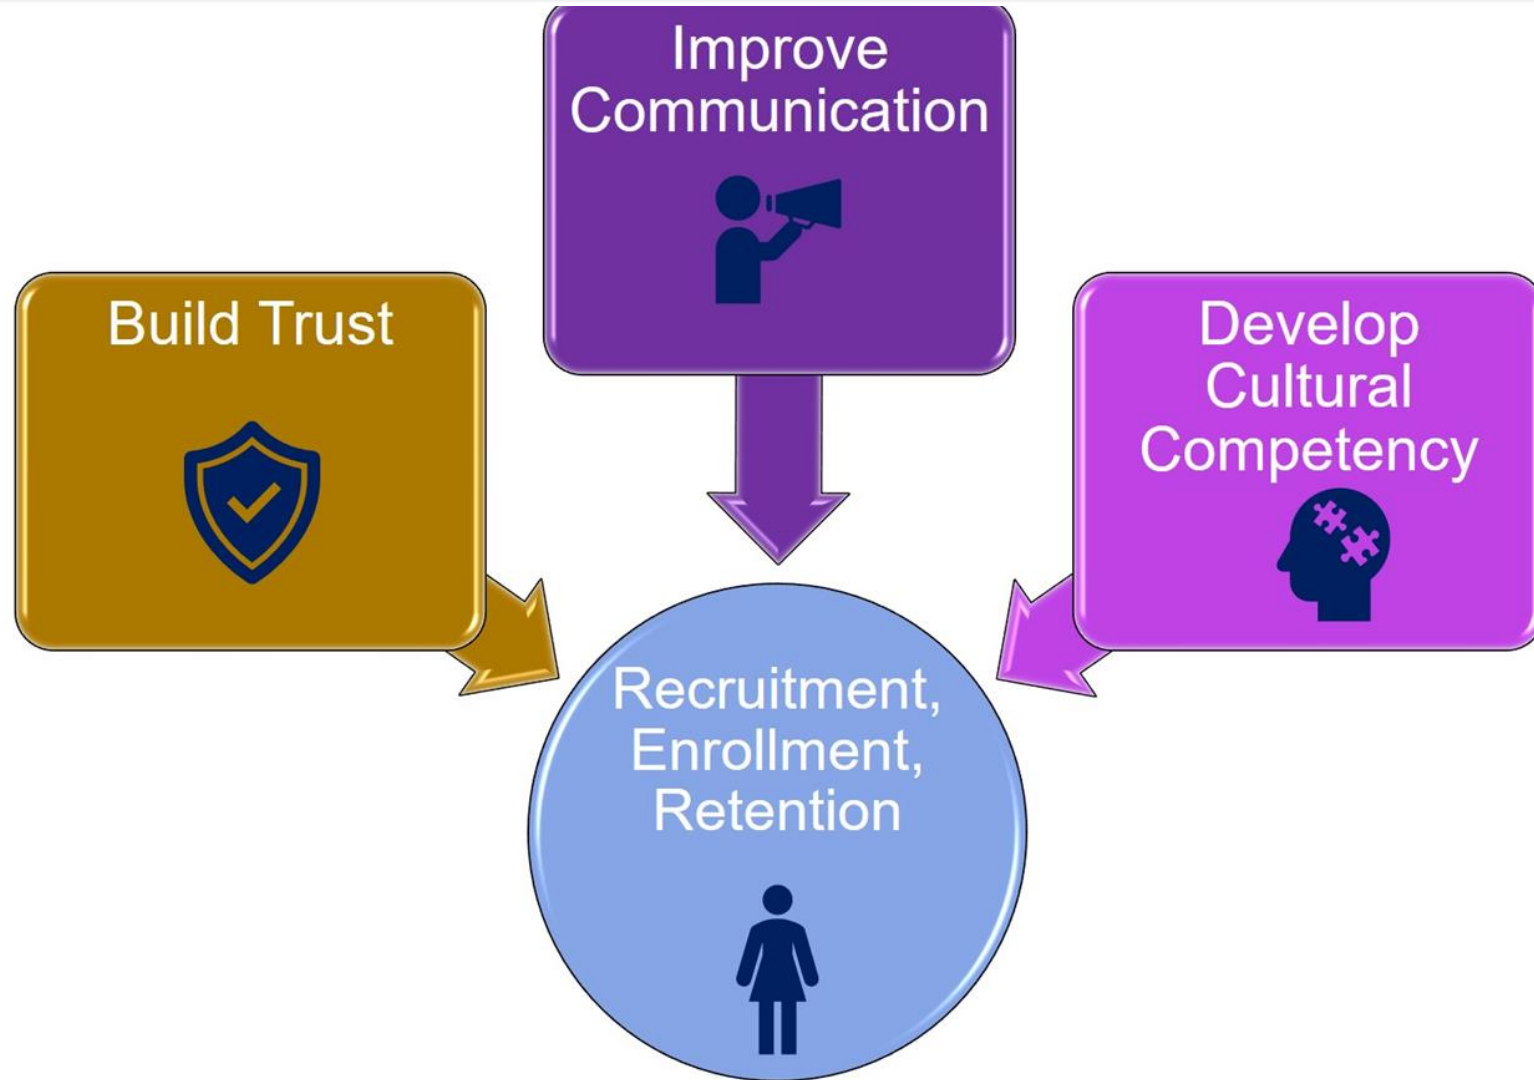 Improve
Communication
Build Trust
Develop
Cultural
Competency
Recruitment,
Enrollment,
Retention